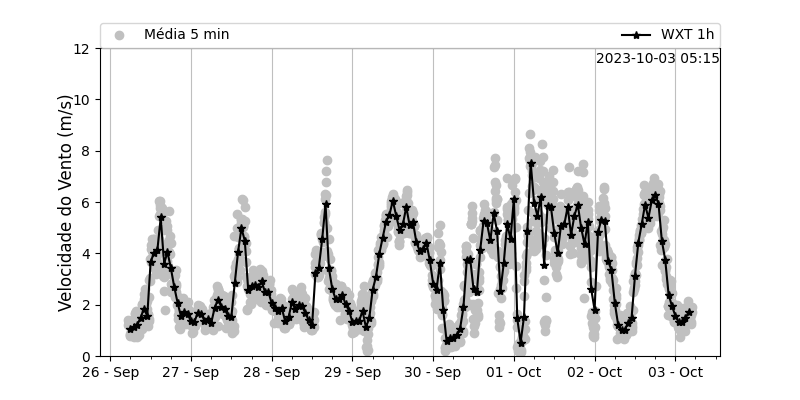 Média 5 min
WXT 1h
2023-10-03 05:15
Velocidade do Vento (m/s)
12
10
8
6
4
2
0
26 - Sep
27 - Sep
28 - Sep
29 - Sep
30 - Sep
01 - Oct
02 - Oct
03 - Oct